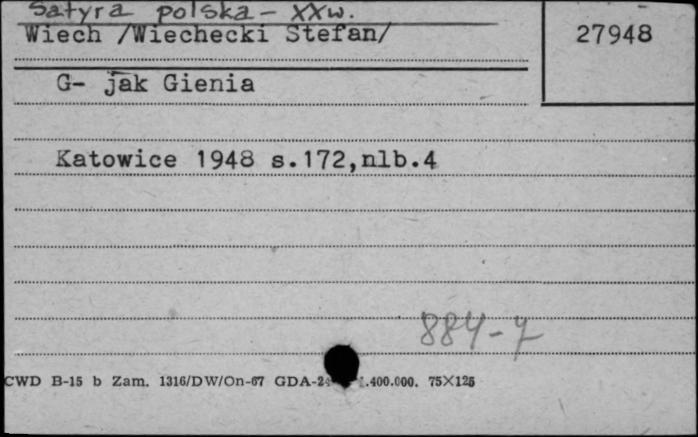 Satyra polska - XXw.
Wiech /Wiechecki Stefan/
27948
G- jak Gienia
Katowice 1948 s.172,nlb.4
884-7
CWD B-15 b Zam. 1316/DW/On-67 GDA-24 .400.000. 75X125